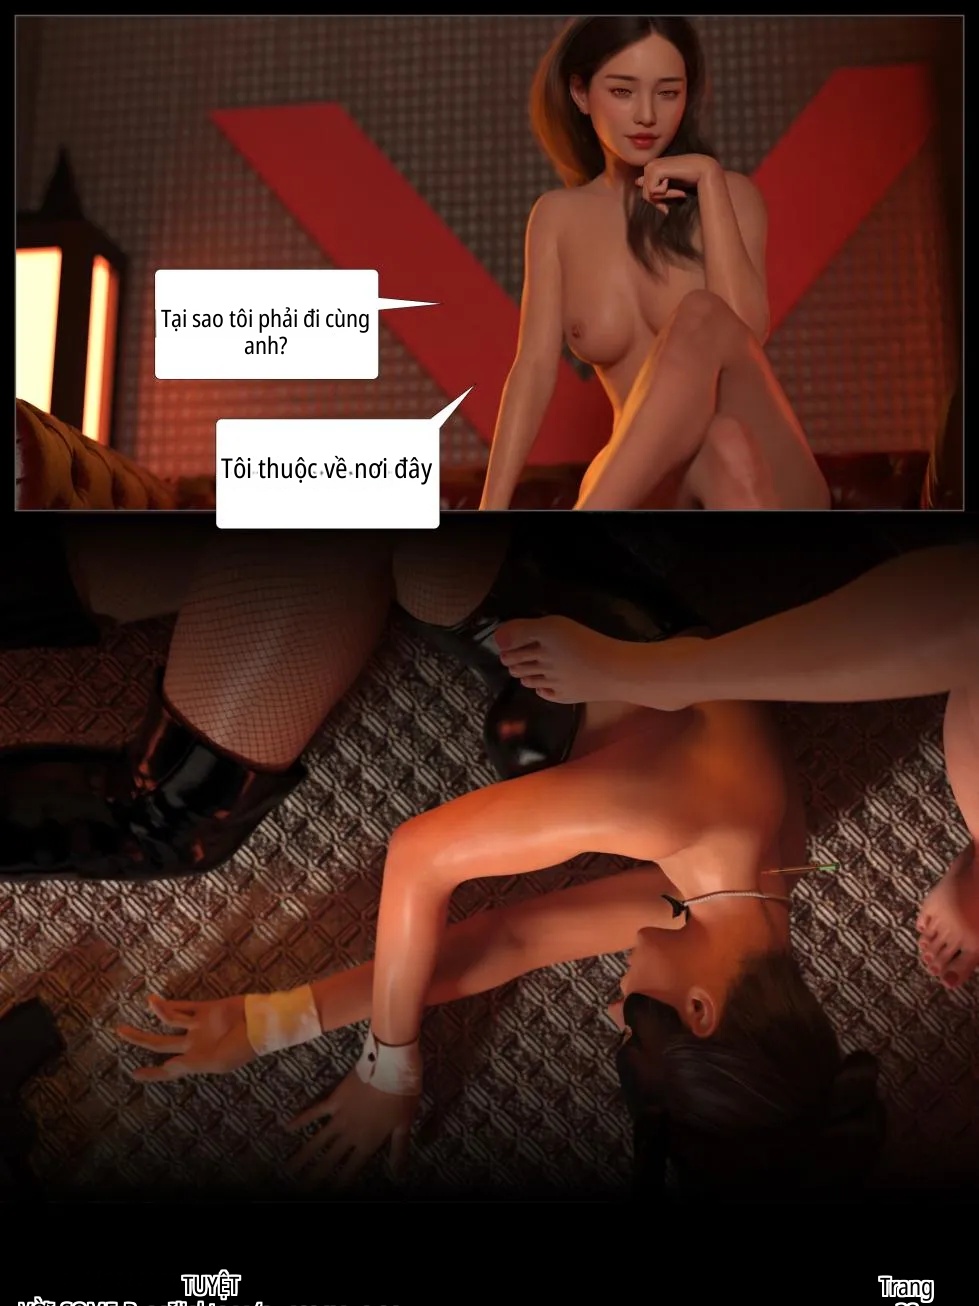 Tại sao tôi phải đi cùng
anh?
Tôi thuộc về nơi đây
TUYỆT
Trang